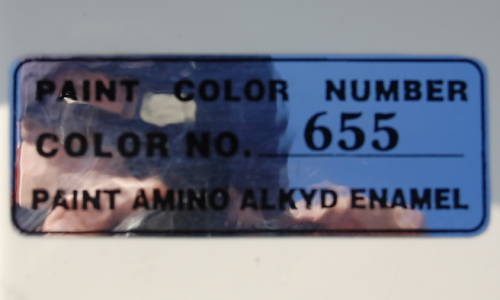 PAINT COLOR NUMBER
COLOR NO. 655
PAINT AMINO ALKYD ENAMEL